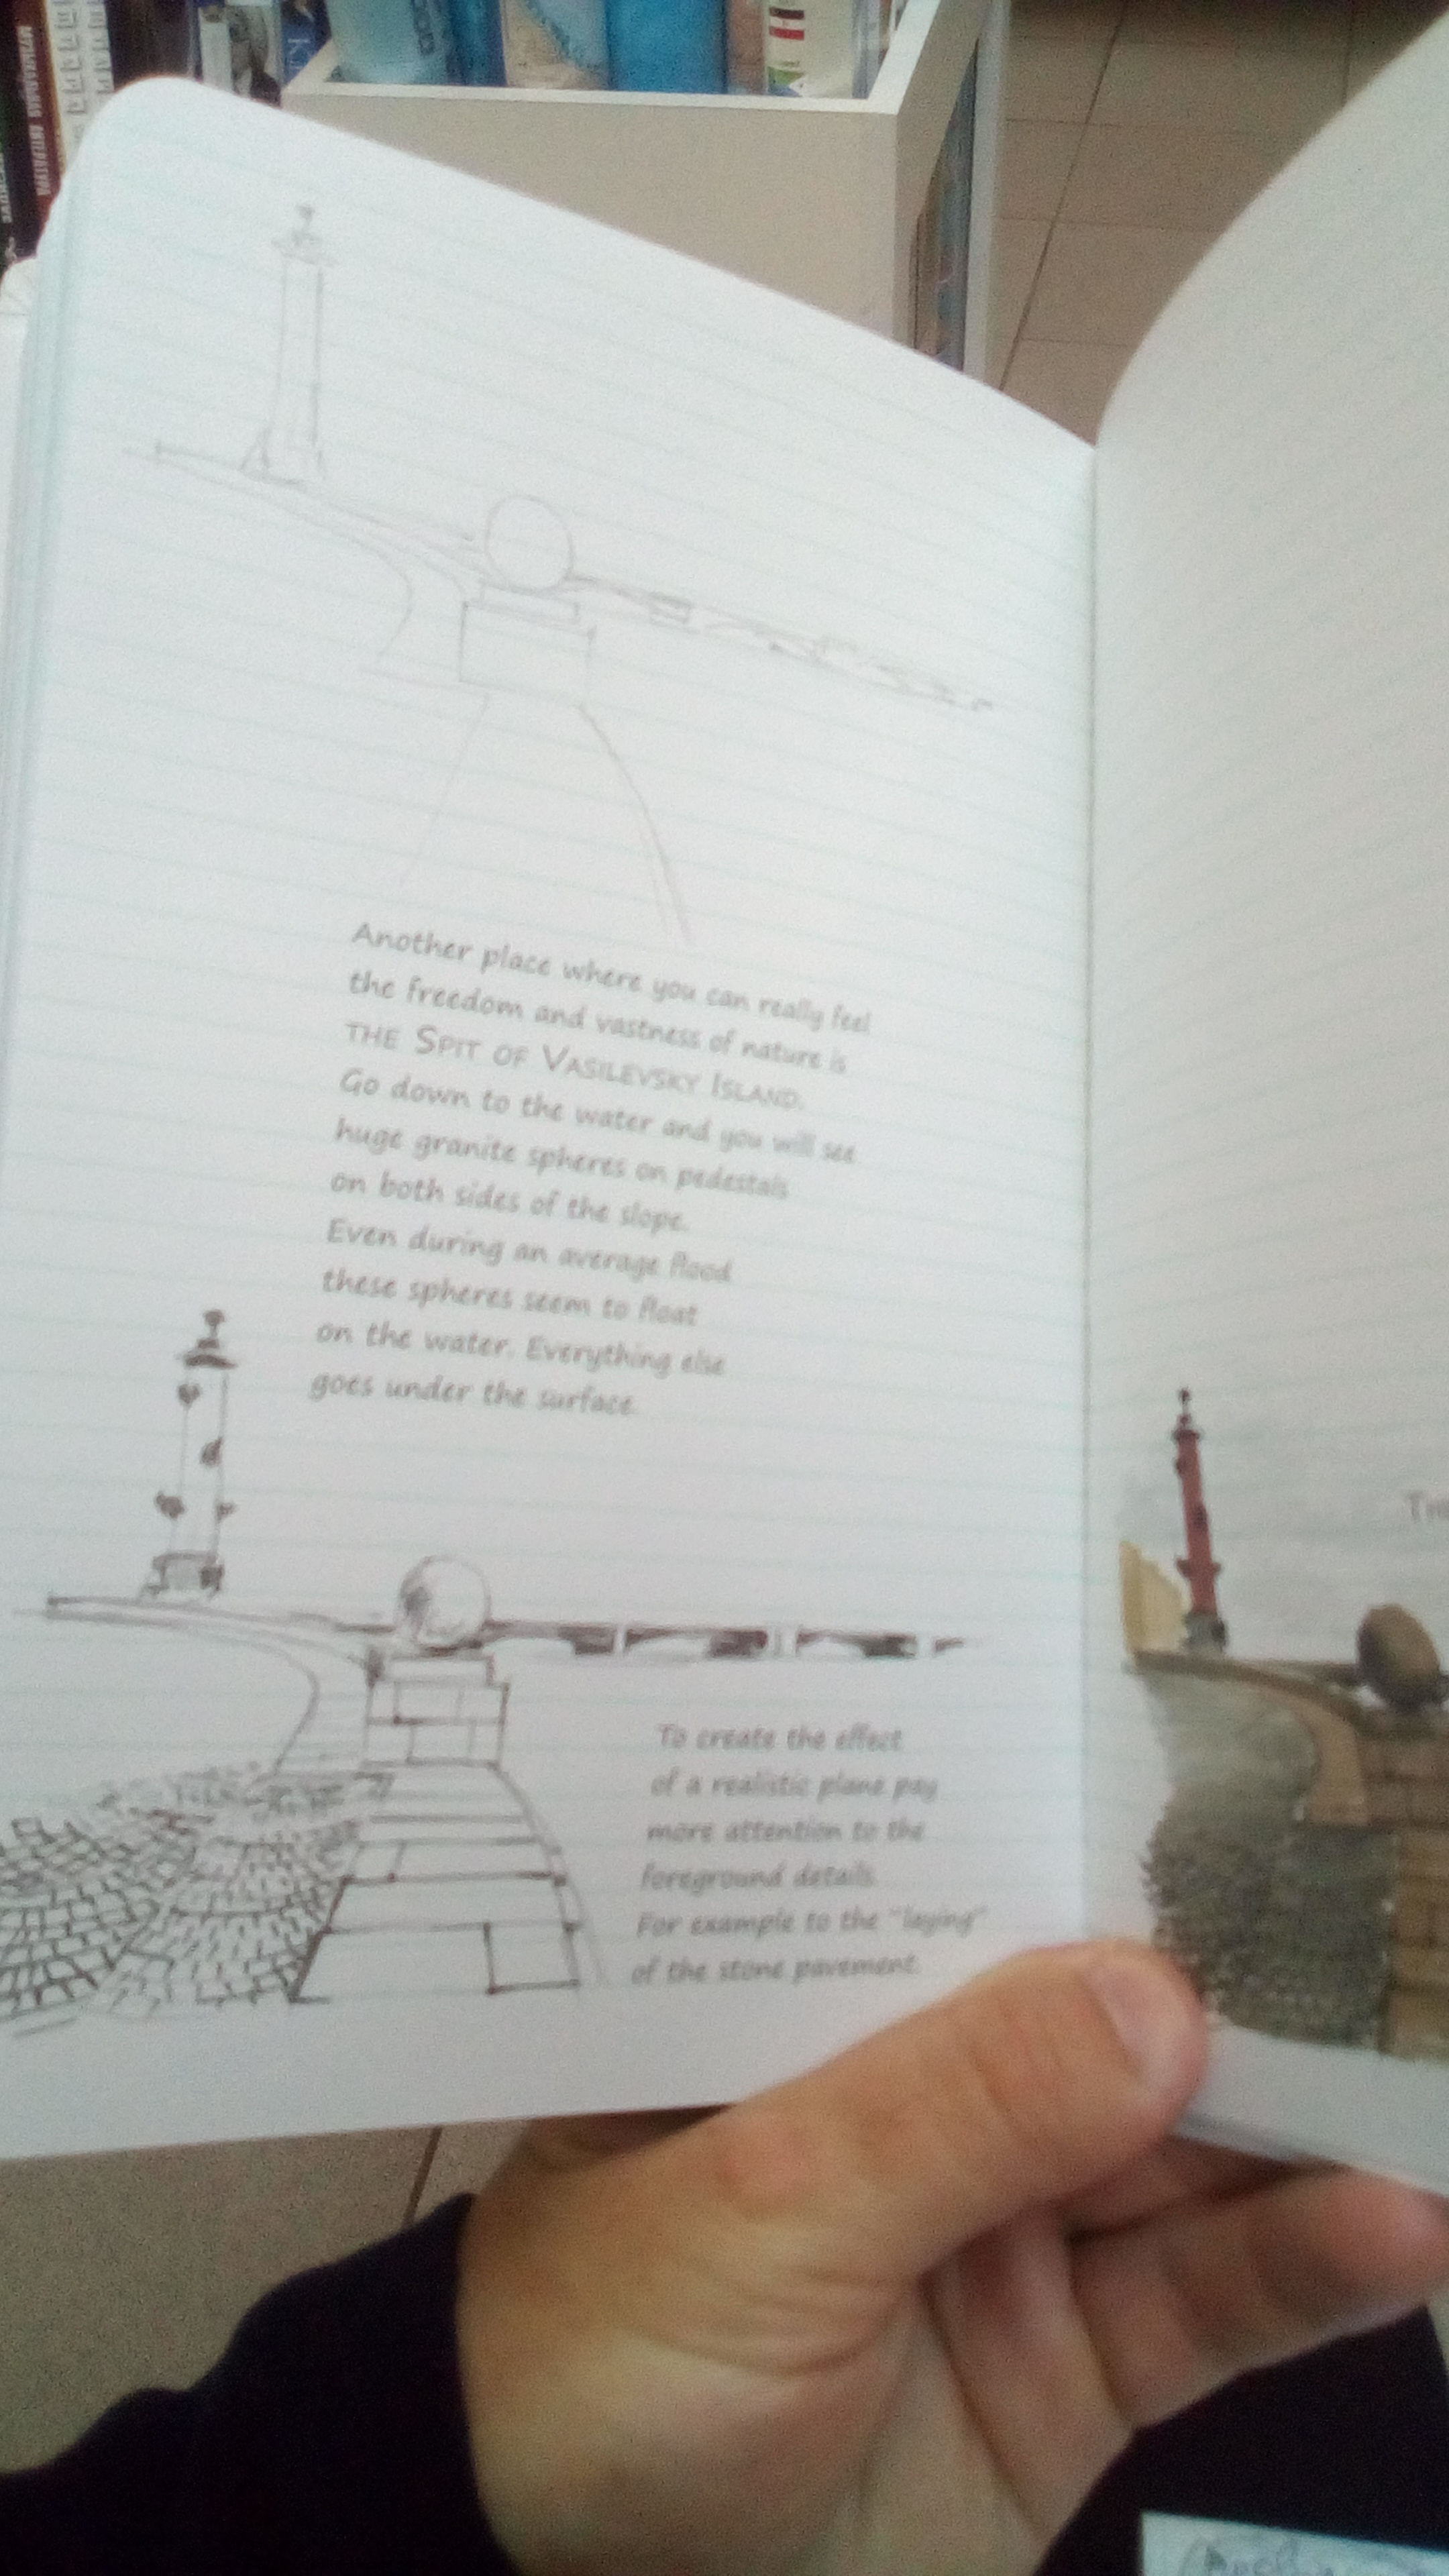 Another place where you can really feel
the freedom and vastness of nature is
THE SPIT OF VASILEVSKY ISLAND.
Go down to the water and you will see
huge granite spheres on pedestals
on both sides of the slope.
Even during an average flood
these spheres seem to float
on the water. Everything else
goes under the surface.
To create the effect
of a realistic plane pay
more attention to the
foreground details.
For example to the "laying"
of the stone pavement.